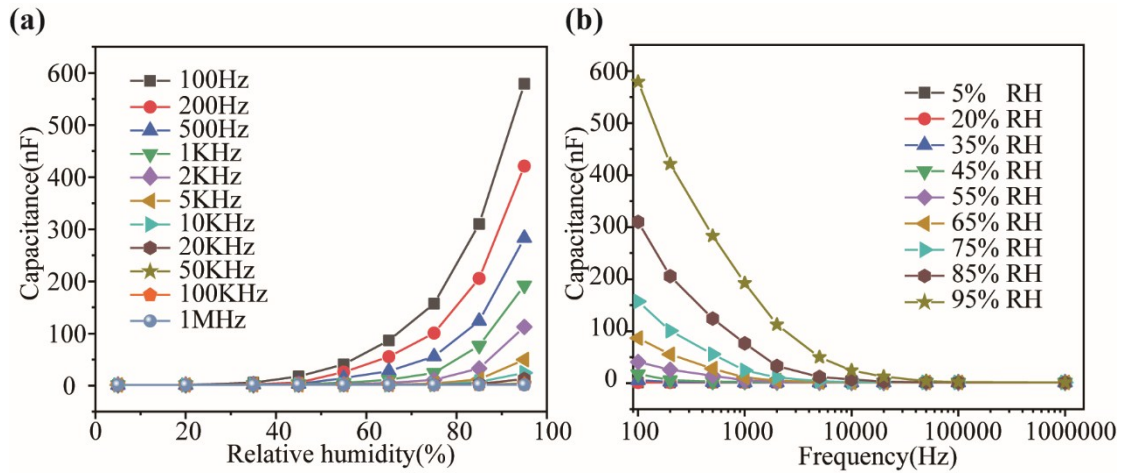 (a)
Capacitance(nF)
600
500
400
300
200
100
0
100Hz
200Hz
500Hz
1KHz
2KHz
5KHz
10KHz
20KHz
50KHz
100KHz
1MHz
0 20 40 60 80 100
Relative humidity(%)
(b)
Capacitance(nF)
600
500
400
300
200
100
0
5% RH
20% RH
35% RH
45% RH
55% RH
65% RH
75% RH
85% RH
95% RH
100 1000 10000 100000 1000000
Frequency(Hz)